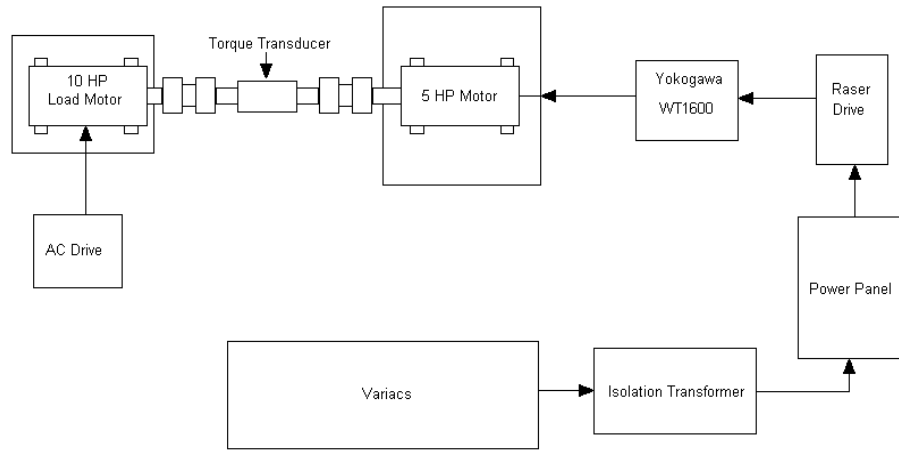 Torque Transducer
10 HP
Load Motor
5 HP Motor
Yokogawa
WT1600
Raser
Drive
AC Drive
Power Panel
Variacs
Isolation Transformer